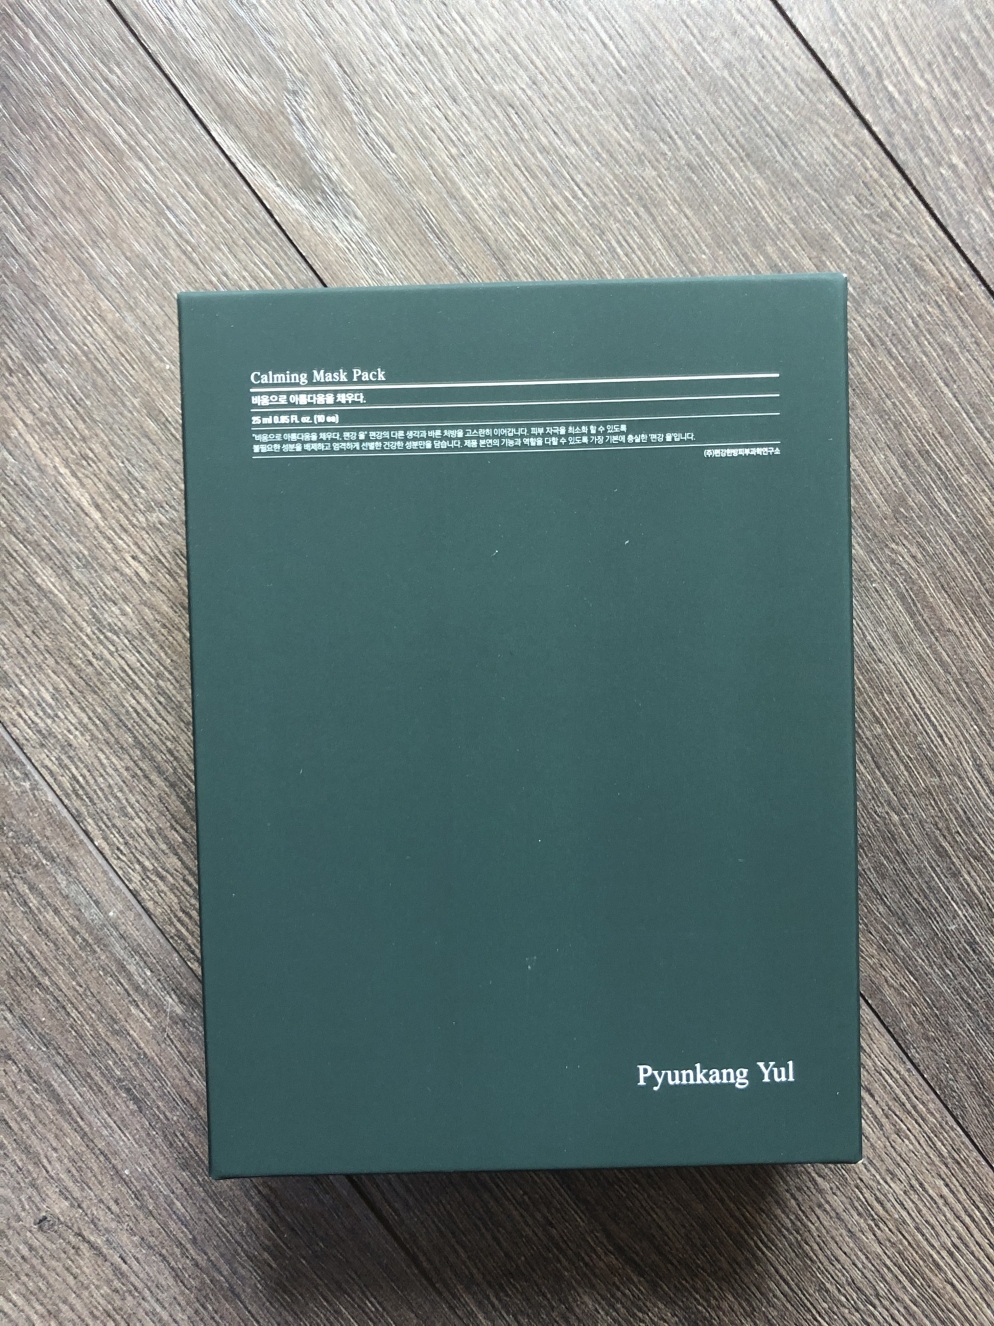 Calming Mask Pack
비움으로 아름다움을 채우다.
25 ml 0.85 FL. oz. (10 ea)
"비움으로 아름다움을 채우다, 편강 율" 편강의 다른 생각과 바른 처방을 고스란히 이어갑니다. 피부 자극을 최소화 할 수 있도록
불필요한 성분을 배제하고 엄격하게 선별한 건강한 성분만을 담습니다. 제품 본연의 기능과 역할을 다할 수 있도록 가장 기본에 충실한 '편강 율'입니다.
(주)편강한방피부과학연구소
Pyunkang Yul